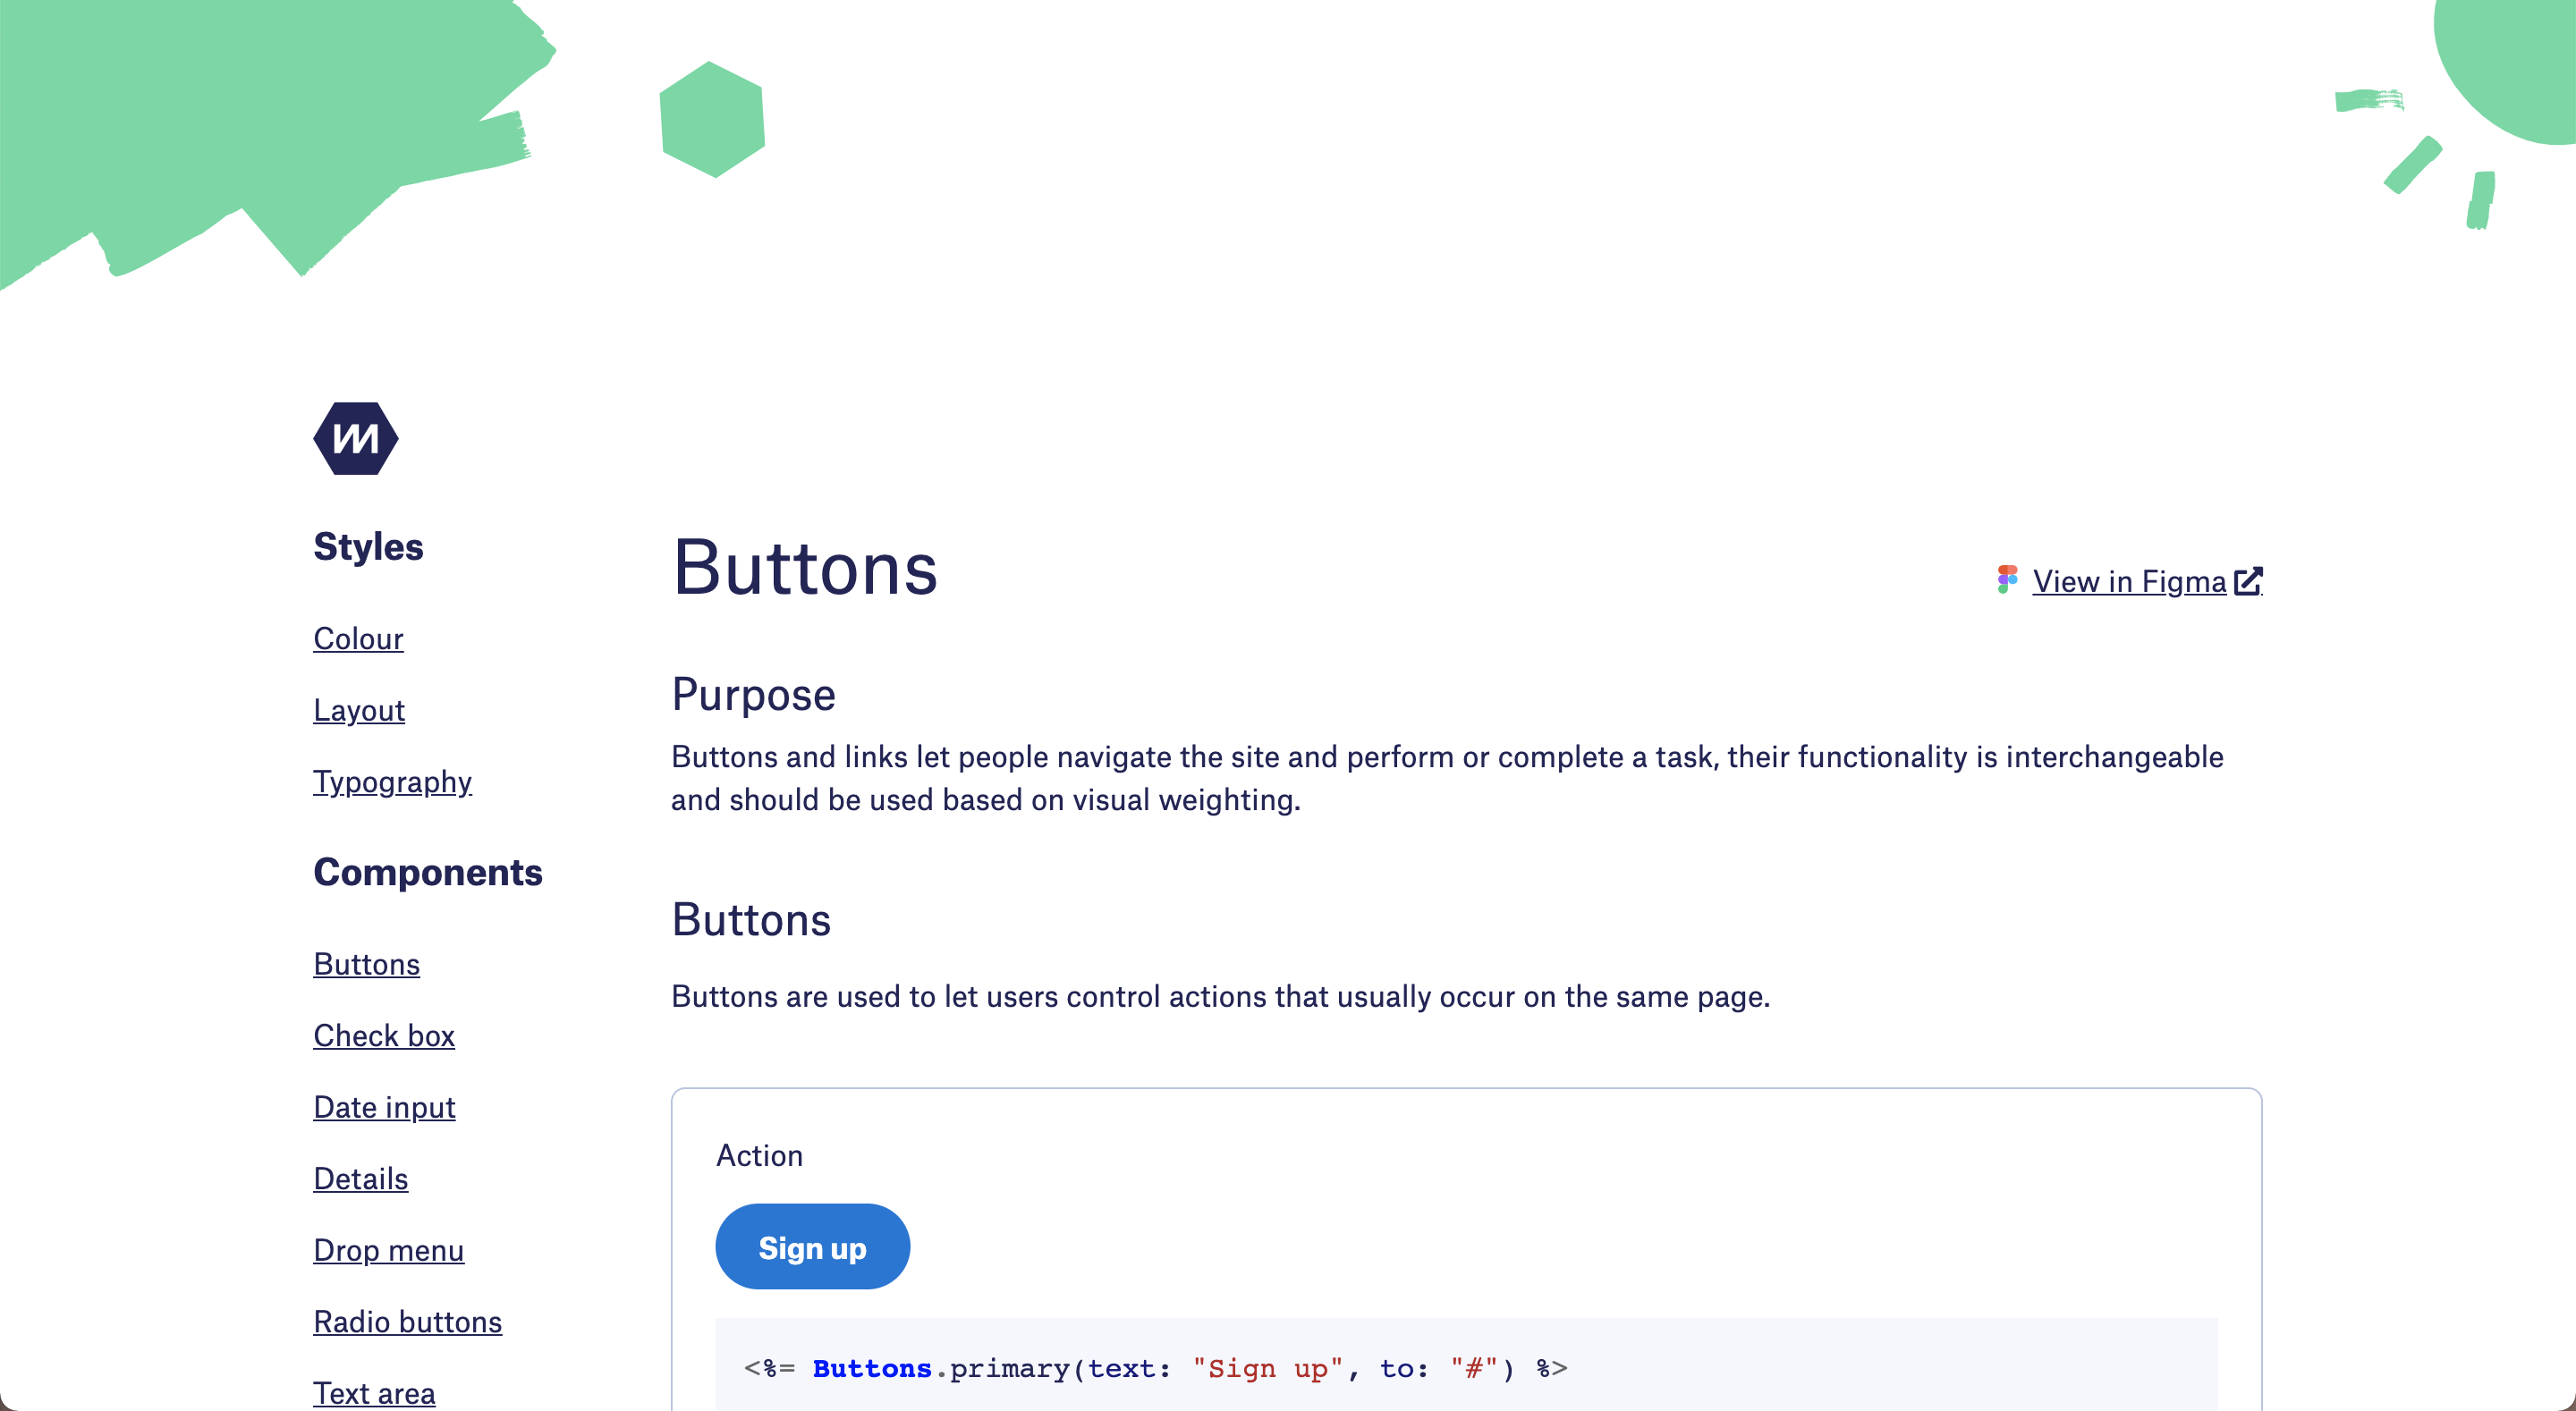 Styles
Colour
Layout
Typography
Components
Buttons
Check box
Date input
Details
Drop menu
Radio buttons
Text area
Buttons
View in Figma
Purpose
Buttons and links let people navigate the site and perform or complete a task, their functionality is interchangeable
and should be used based on visual weighting.
Buttons
Buttons are used to let users control actions that usually occur on the same page.
Action
Sign up
<%= Buttons.primary(text: "Sign up", to: "#") %>